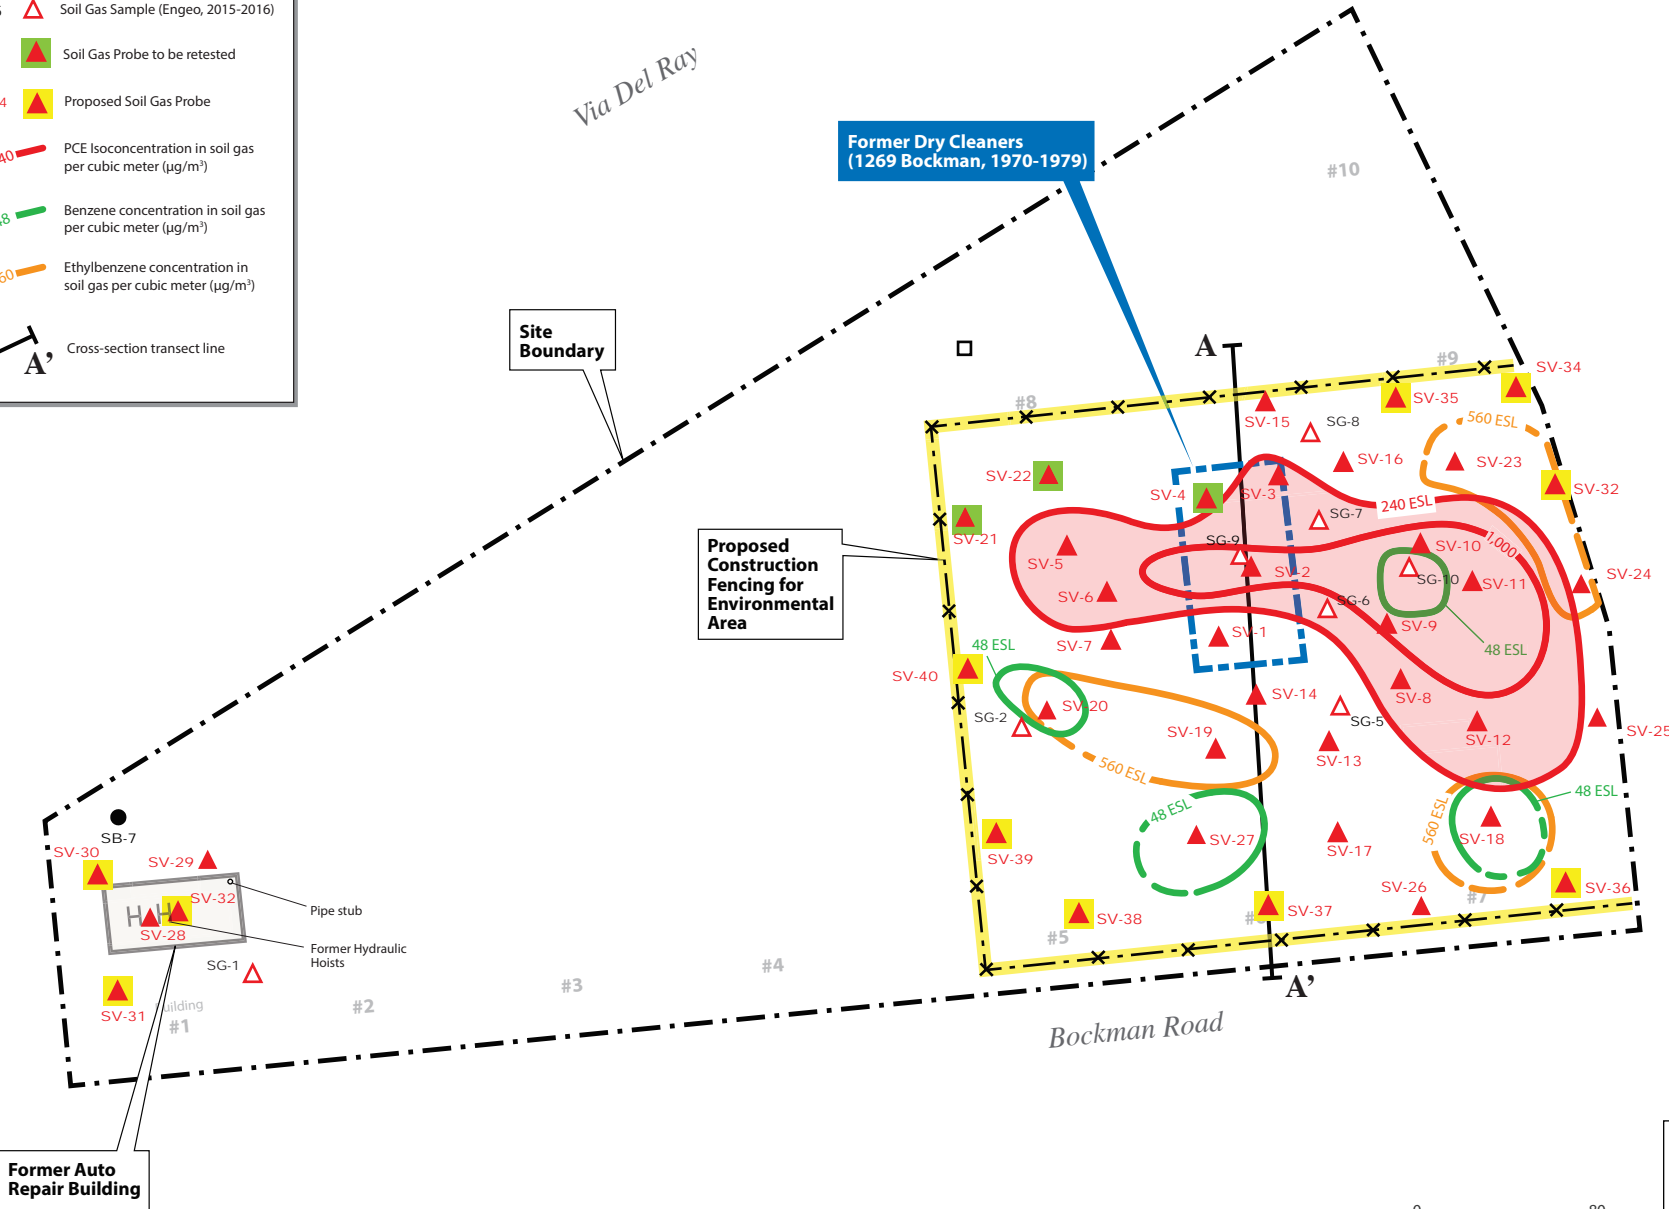 Soil Gas Sample (Engeo, 2015-2016)
Soil Gas Probe to be retested
4
Proposed Soil Gas Probe
40
PCE Isoconcentration in soil gas
per cubic meter (µg/m³)
Benzene concentration in soil gas
per cubic meter (µg/m³)
60
Ethylbenzene concentration in
soil gas per cubic meter (µg/m³)
A’
Cross-section transect line
Via Del Ray
Former Dry Cleaners
(1269 Bockman, 1970-1979)
#10
Site
Boundary
A
#9
SV-34
#8
SV-35
SV-15
SG-8
560 ESL
SV-16
SV-23
SV-22
SV-4
SV-3
SV-32
240 ESL
SG-7
SV-21
Proposed
Construction
Fencing for
Environmental
Area
SG-9
1,000
SV-10
SV-5
SV-2
SG-10
SV-11
SV-24
SV-6
SG-6
SV-9
SV-7
SV-1
48 ESL
48 ESL
SV-40
SV-14
SV-8
SV-20
SG-2
SG-5
SV-19
SV-12
SV-25
SV-13
560 ESL
48 ESL
48 ESL
560 ESL
SV-27
SV-17
SV-18
SV-39
SB-7
SV-30
SV-29
SV-32
SV-28
Pipe stub
H H
Former Hydraulic
Hoists
SG-1
SV-26
SV-36
#7
SV-38
SV-37
#5
#4
#3
#2
SV-31
uilding
#1
A’
Bockman Road
Former Auto
Repair Building